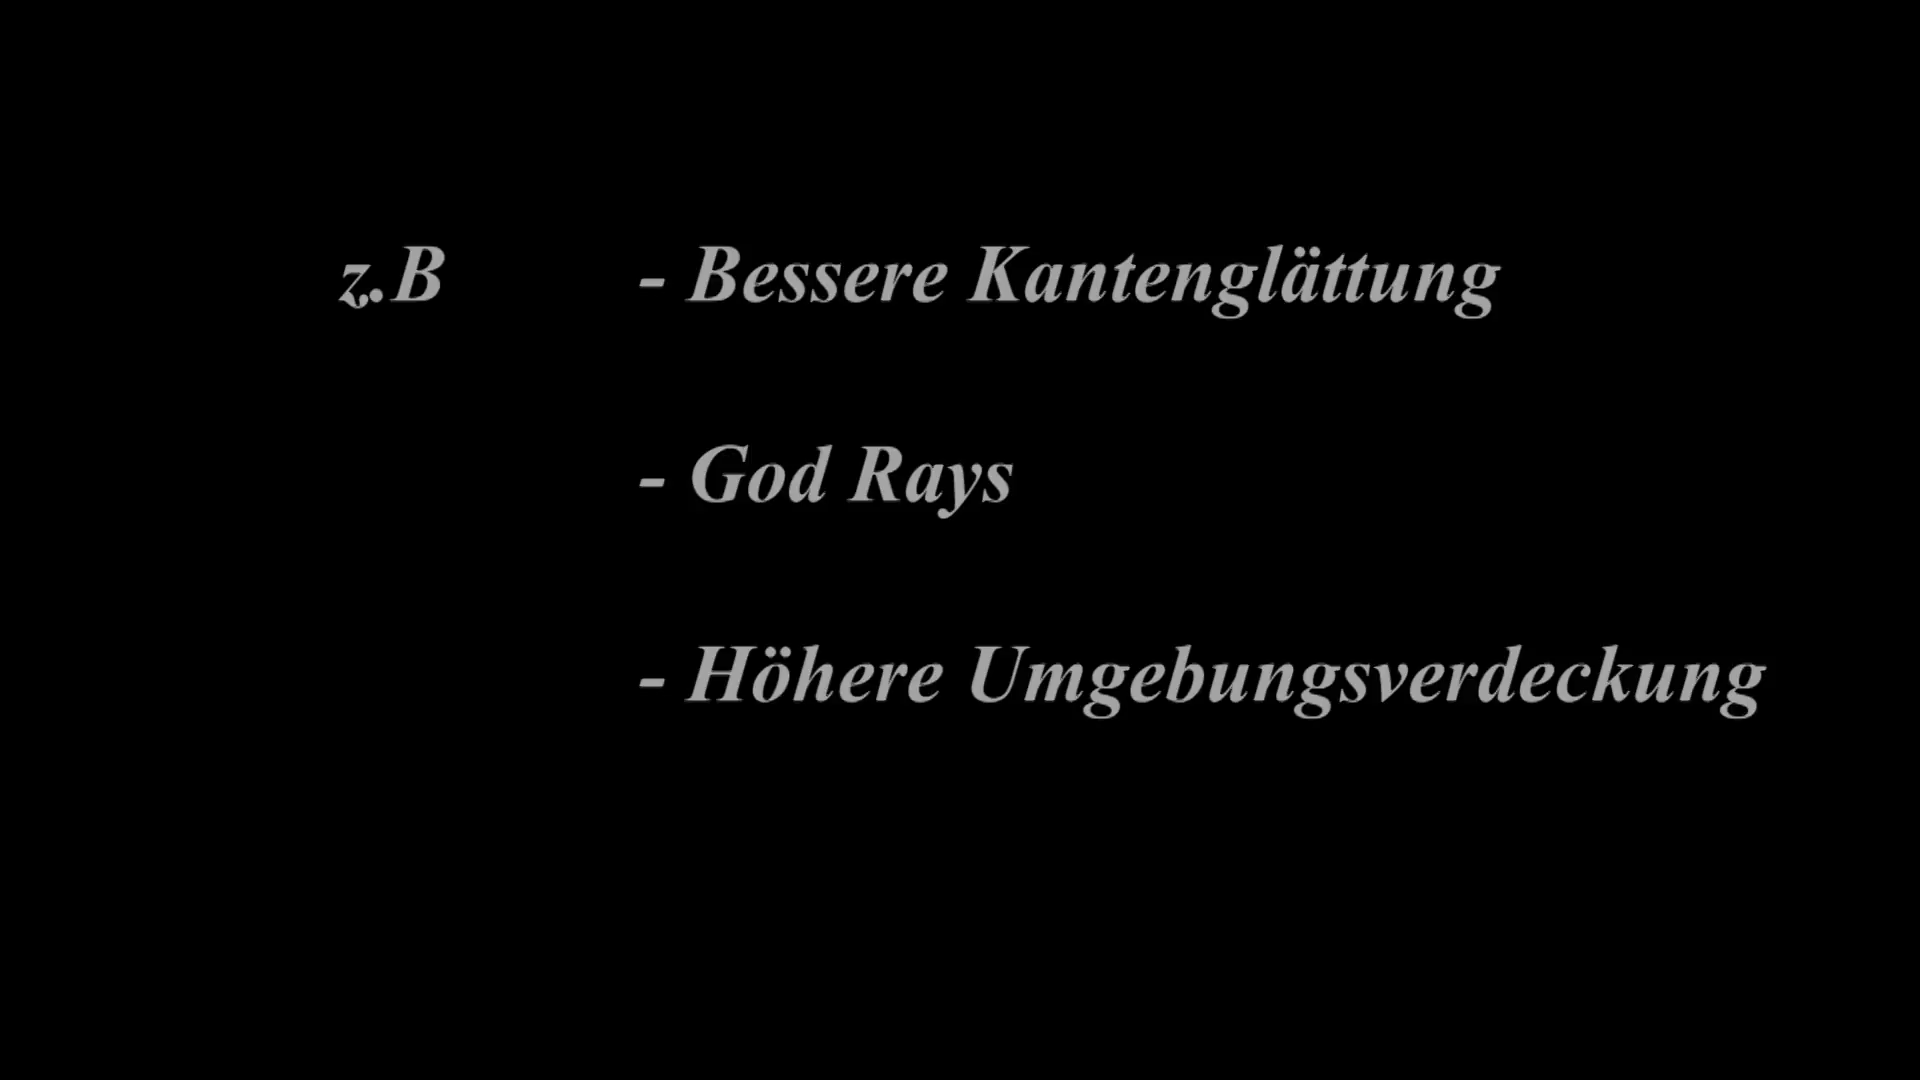 z.B - Bessere Kantenglättung
- God Rays
- Höhere Umgebungsverdeckung